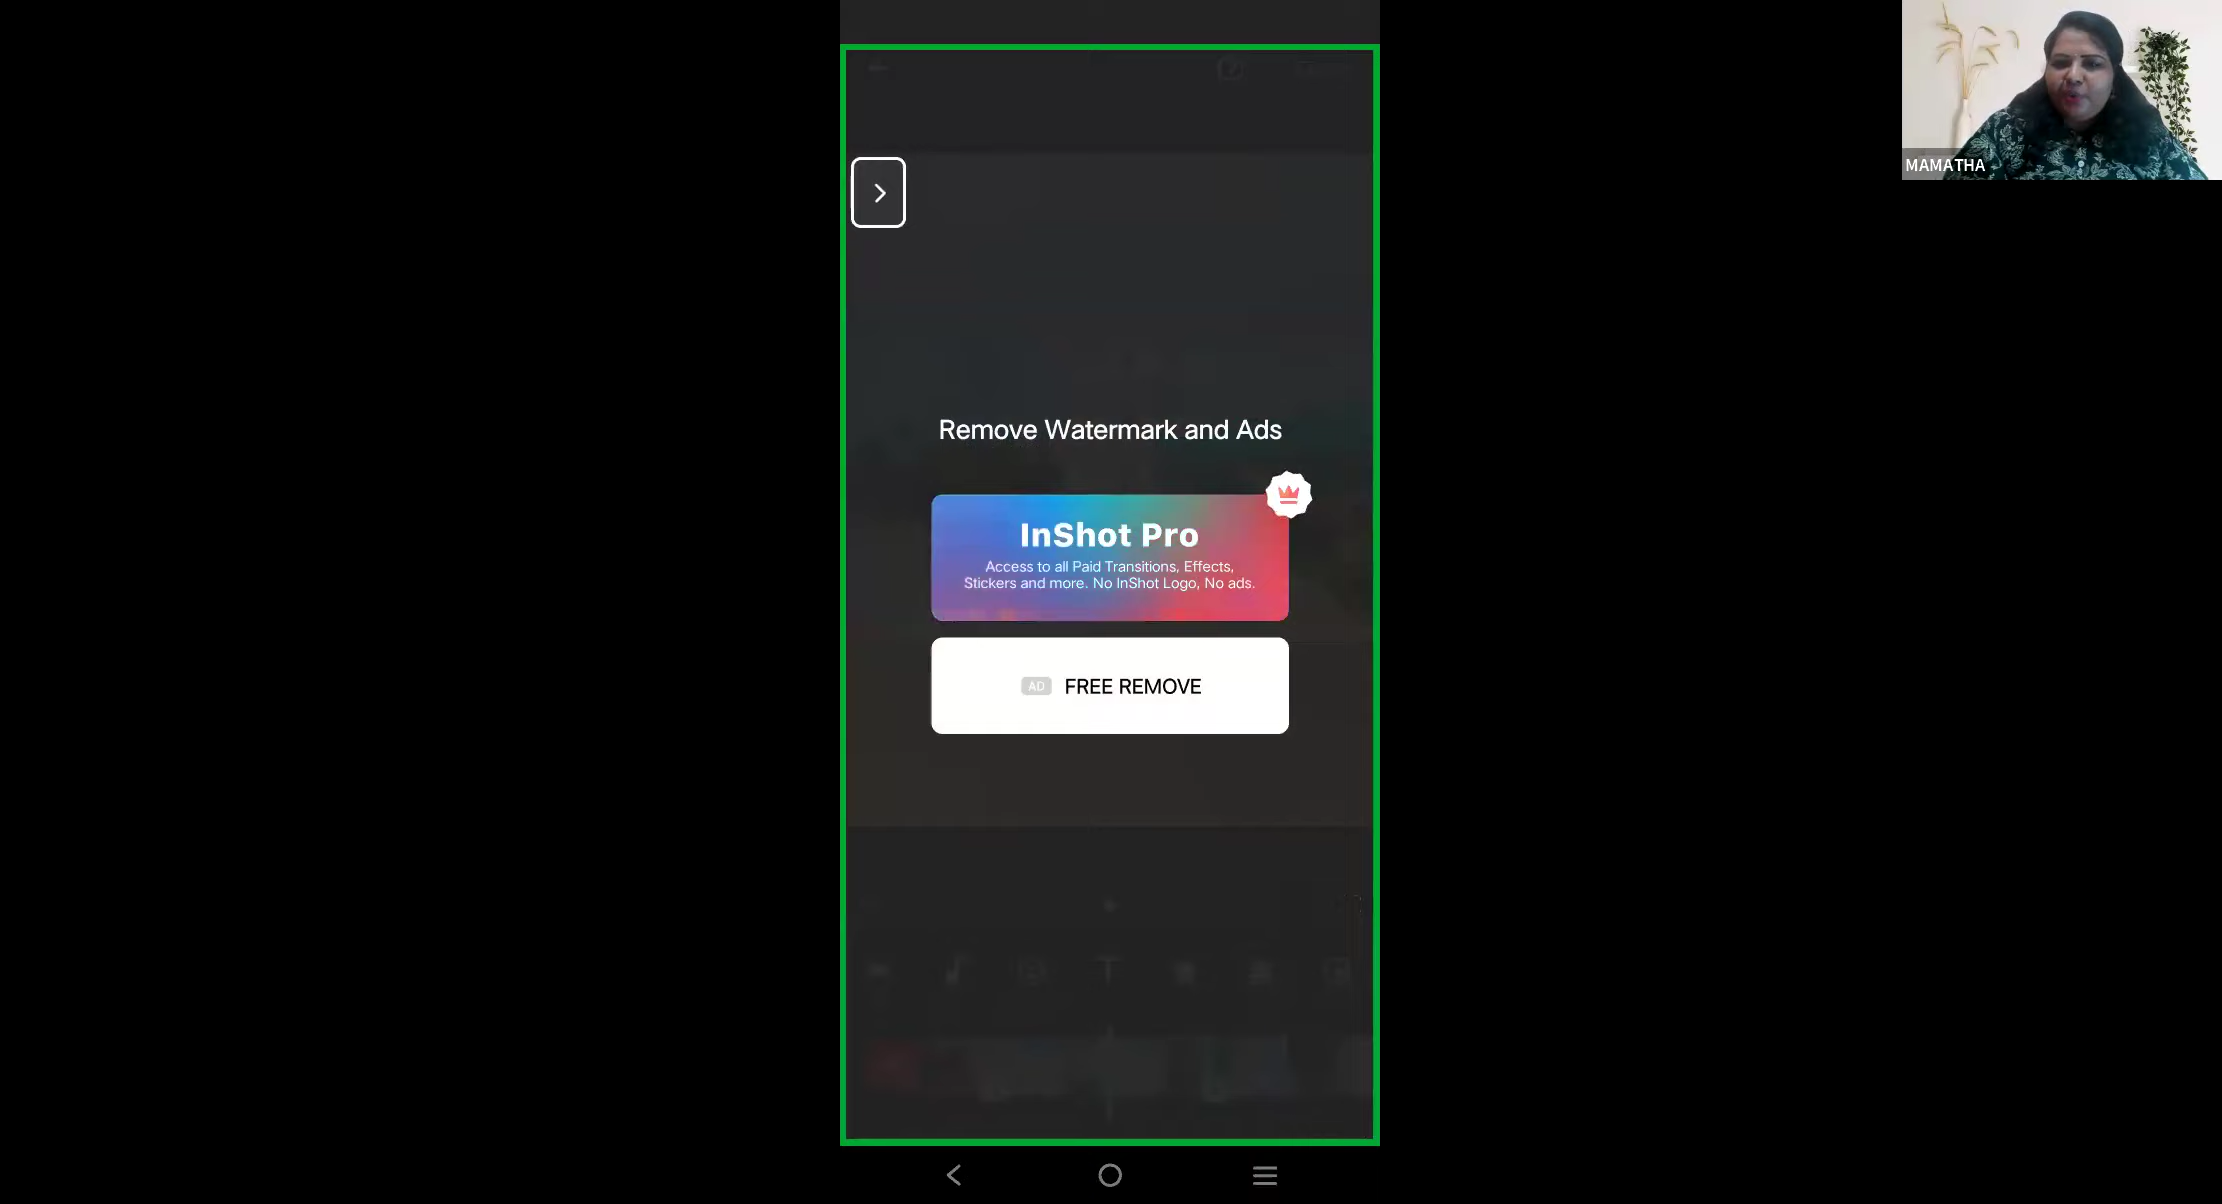 MAMATHA
Remove Watermark and Ads
InShot Pro
Access to all Paid Transitions, Effects,
Stickers and more. No InShot Logo, No ads.
AD FREE REMOVE